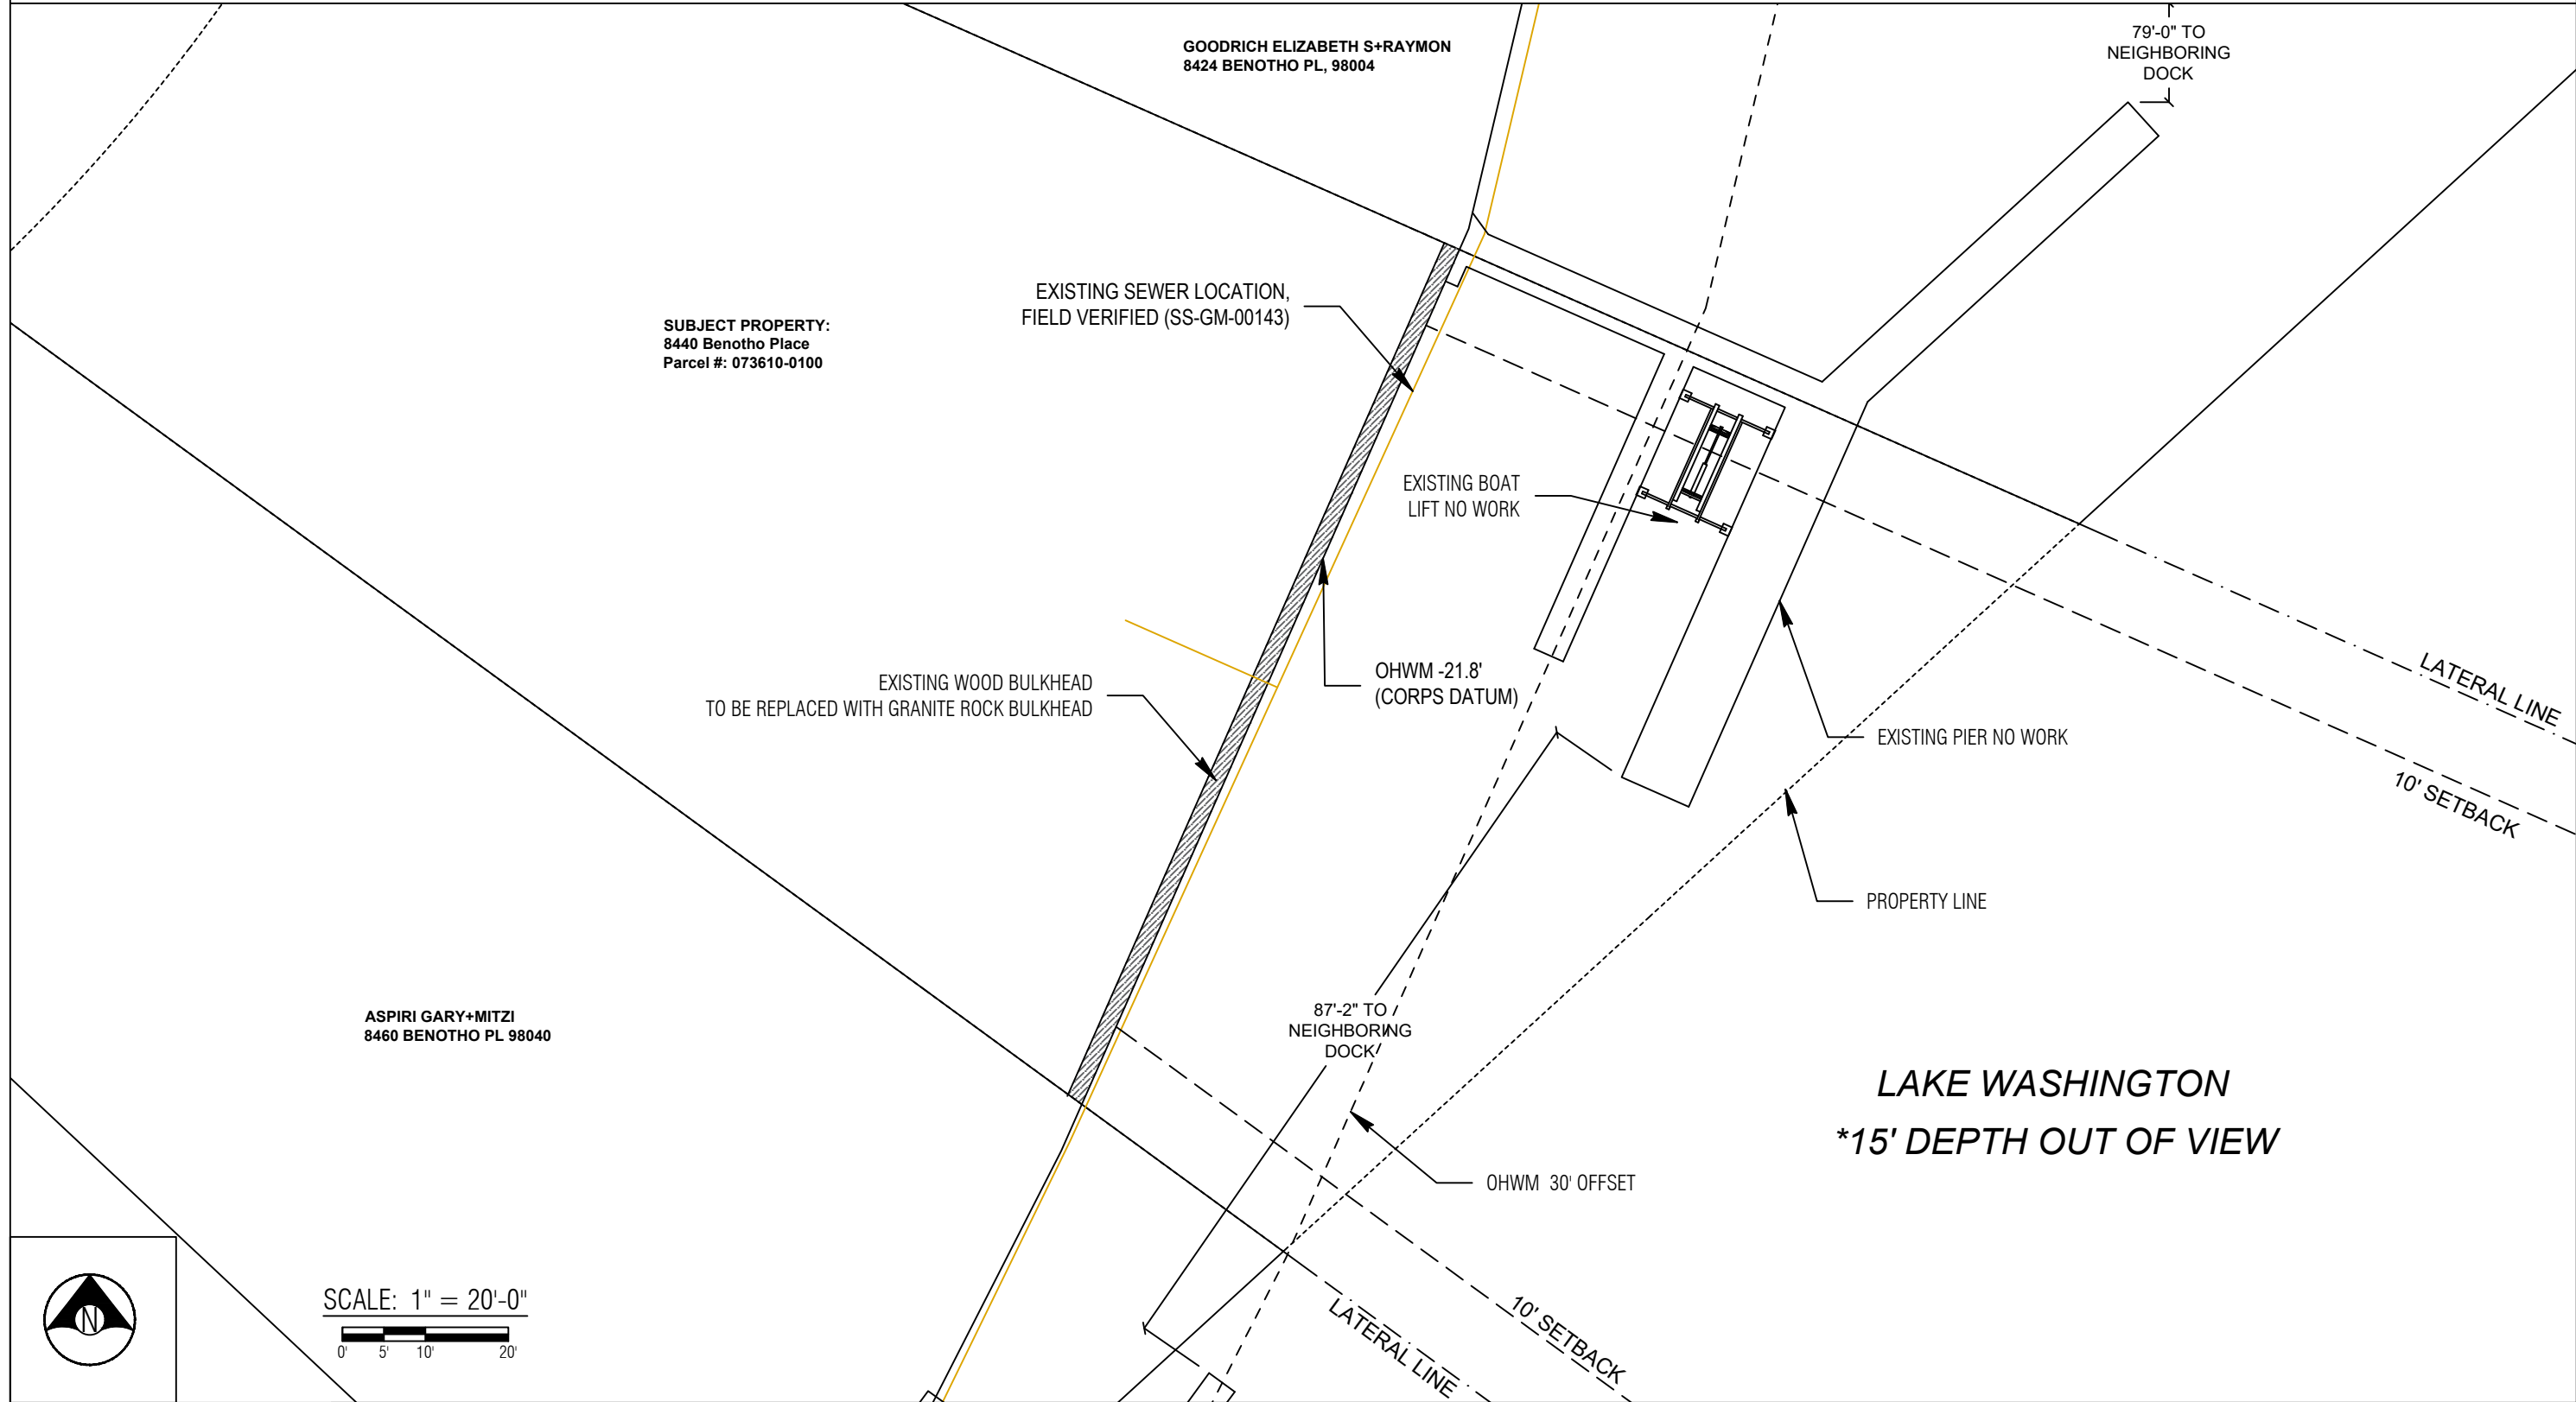 GOODRICH ELIZABETH S+RAYMON
8424 BENOTHO PL, 98004
79'-0" TO
NEIGHBORING
DOCK
EXISTING SEWER LOCATION,
FIELD VERIFIED (SS-GM-00143)
SUBJECT PROPERTY:
8440 Benotho Place
Parcel #: 073610-0100
EXISTING BOAT
LIFT NO WORK
EXISTING WOOD BULKHEAD
TO BE REPLACED WITH GRANITE ROCK BULKHEAD
OHWM -21.8'
(CORPS DATUM)
LATERAL LINE
EXISTING PIER NO WORK
10' SETBACK
PROPERTY LINE
ASPIRI GARY+MITZI
8460 BENOTHO PL 98040
87'-2" TO
NEIGHBORING
DOCK
LAKE WASHINGTON
*15' DEPTH OUT OF VIEW
OHWM 30' OFFSET
N
SCALE: 1" = 20'-0"
0' 5' 10' 20'
LATERAL LINE
10' SETBACK